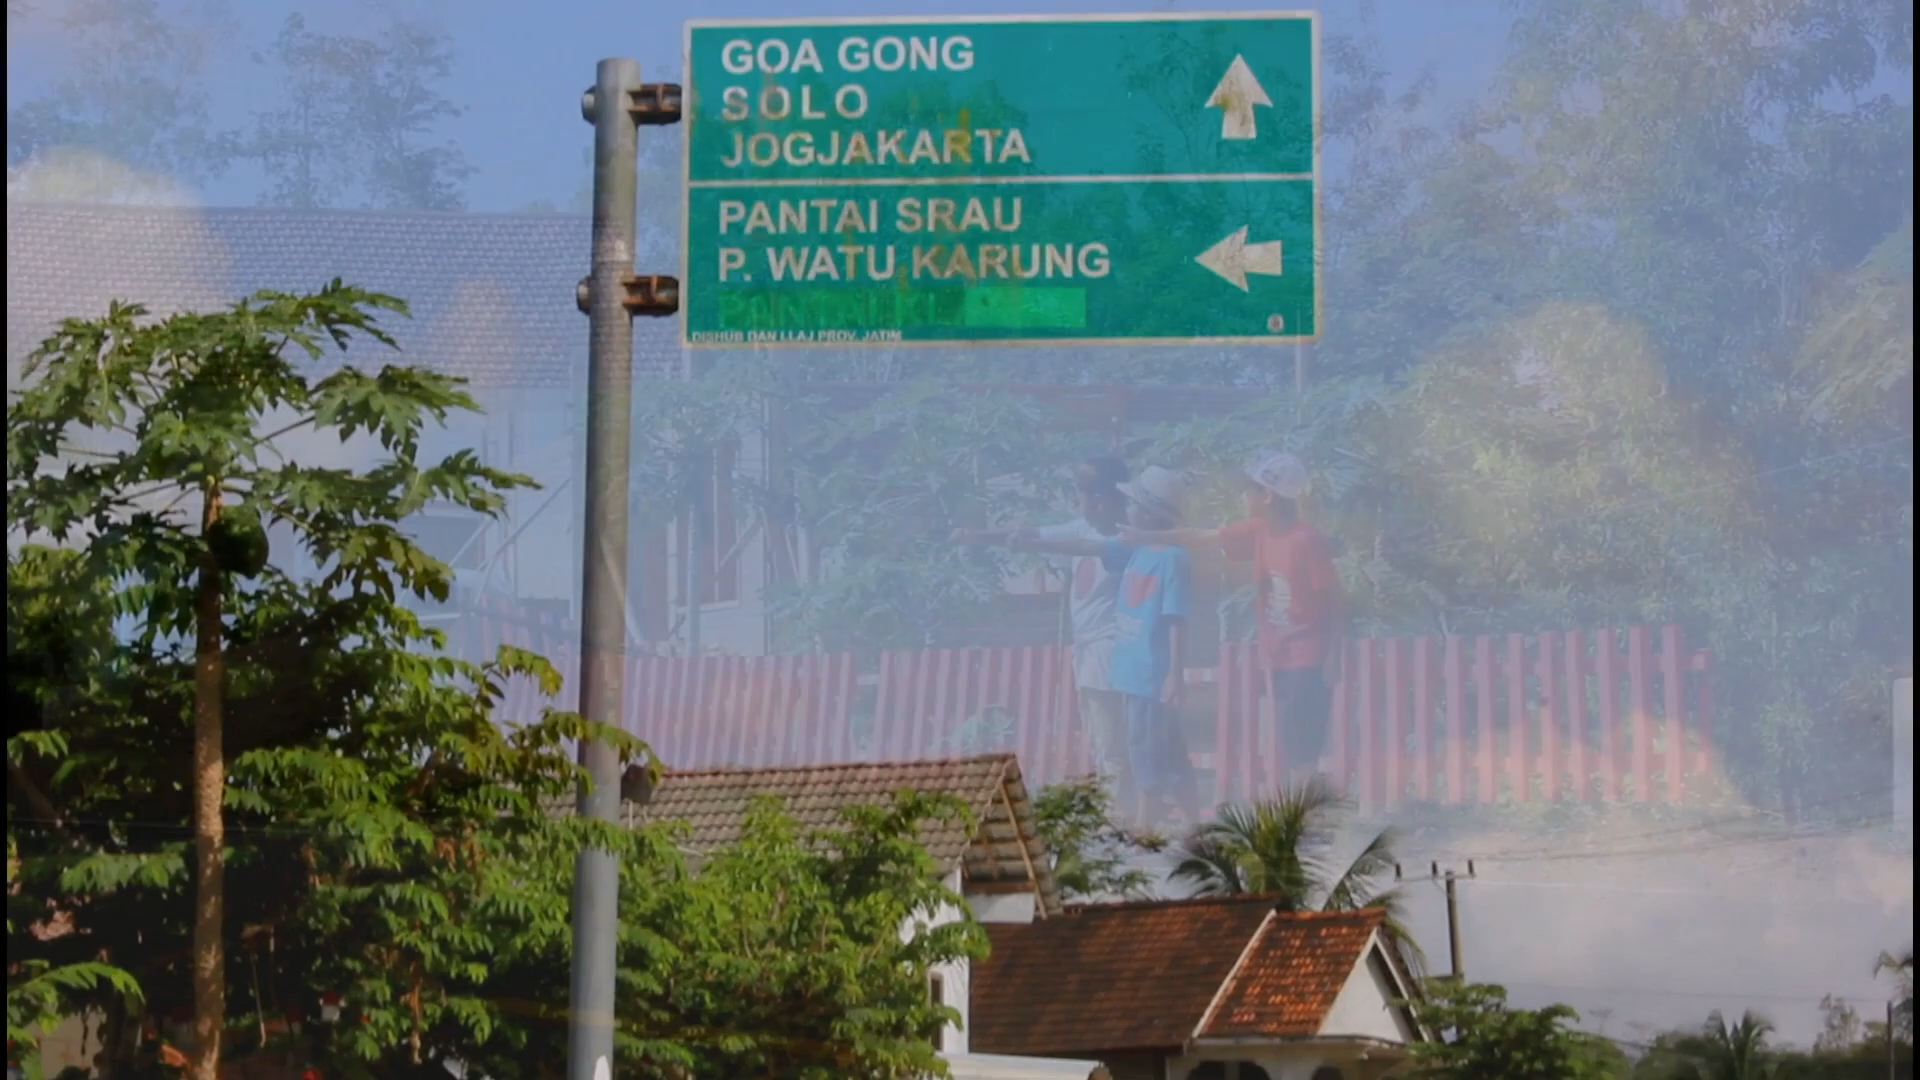 GOA GONG
SOLO
JOGJAKARTA
PANTAI SRAU
P. WATU KARUNG
DISHUB DAN LLAJ PROV. JATIM